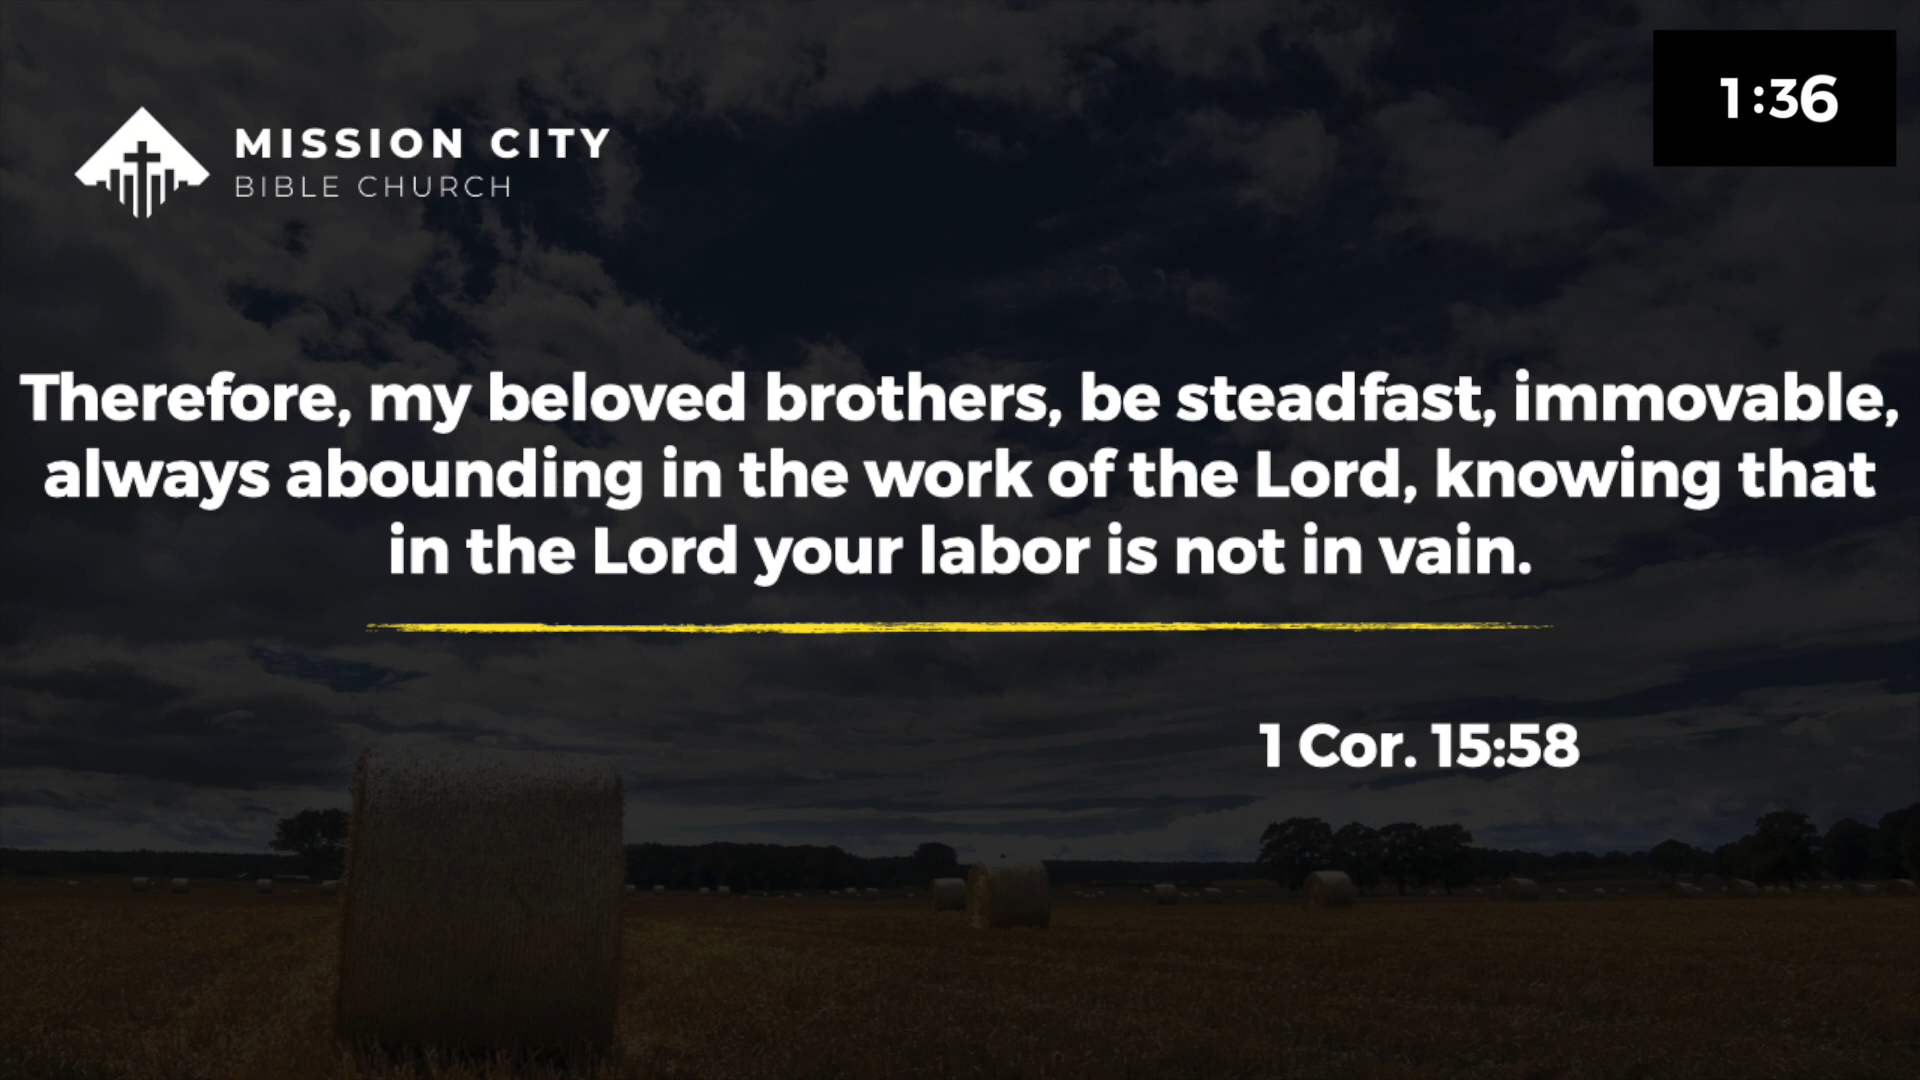 MISSION CITY
BIBLE CHURCH
1:36
Therefore, my beloved brothers, be steadfast, immovable,
always abounding in the work of the Lord, knowing that
in the Lord your labor is not in vain.
1 Cor. 15:58